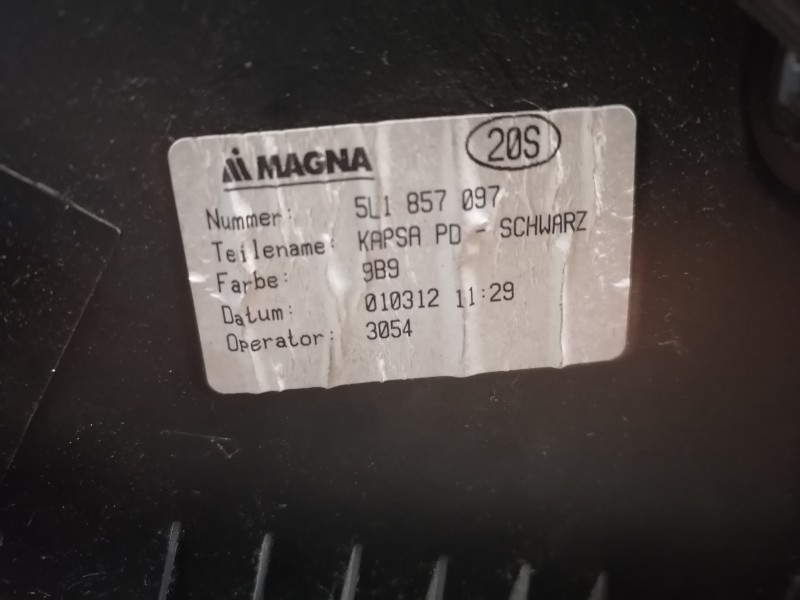 MAGNA
20S
Nummer: 5L1 857 097
Teilename: KAPSA PD - SCHWARZ
Farbe: 9B9
Datum: 010312 11:29
Operator: 3054